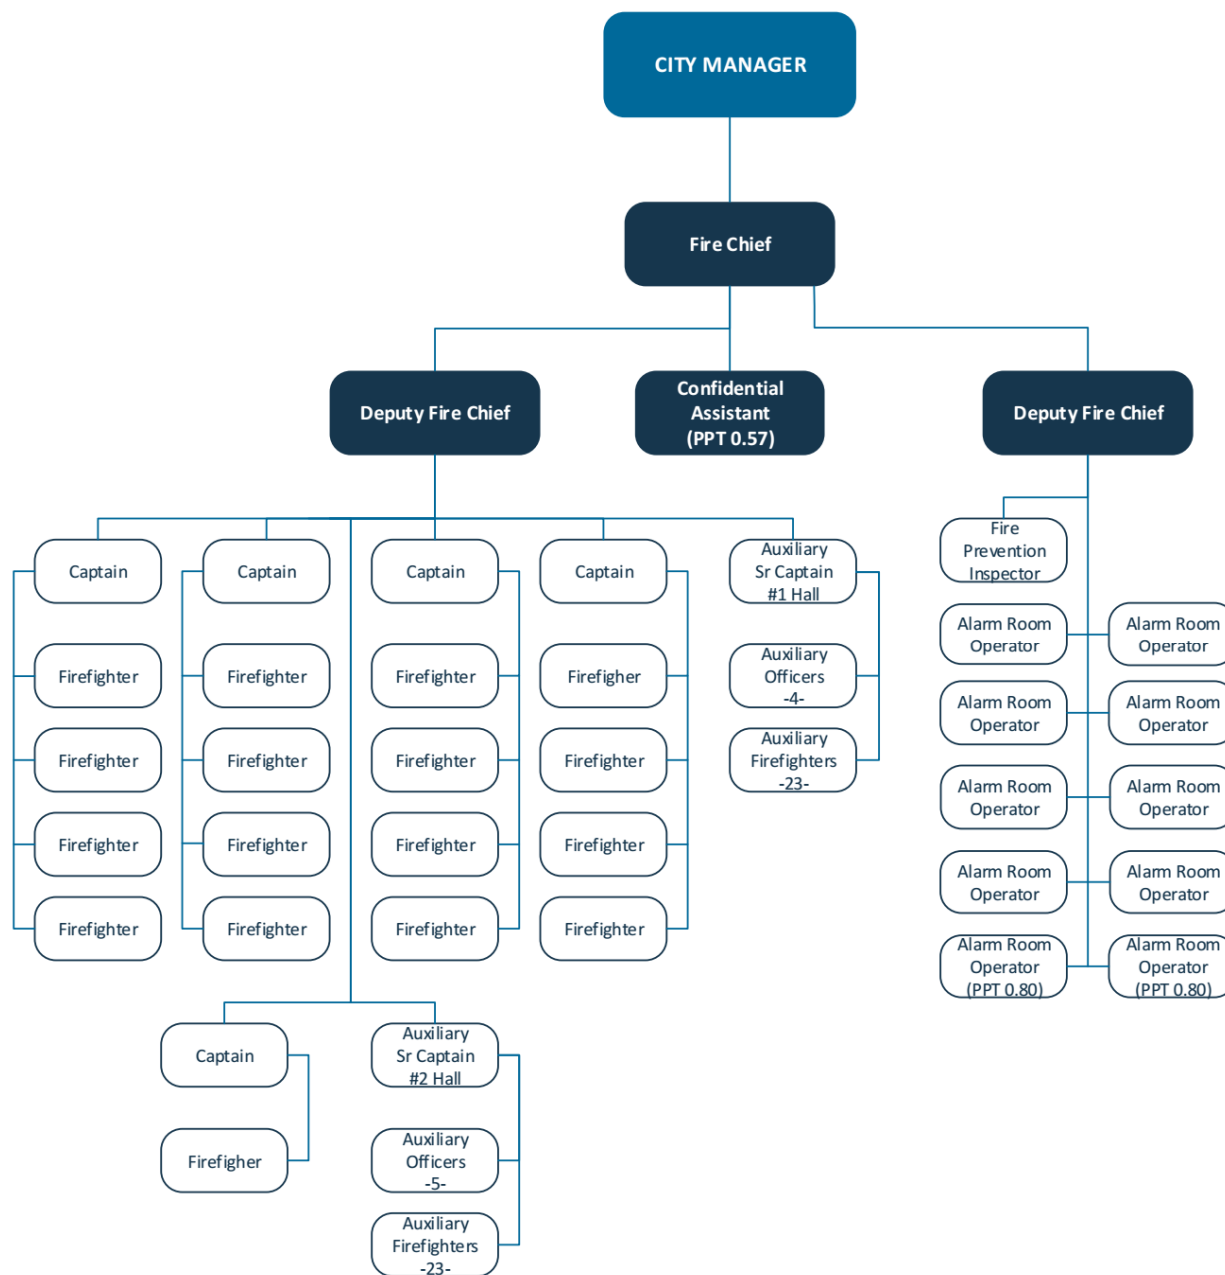 CITY MANAGER
Fire Chief
Deputy Fire Chief
Confidential
Assistant
(PPT 0.57)
Deputy Fire Chief
Captain
Captain
Captain
Captain
Auxiliary
Sr Captain
#1 Hall
Fire
Prevention
Inspector
Alarm Room
Operator
Alarm Room
Operator
Firefighter
Firefighter
Firefighter
Firefigher
Auxiliary
Officers
-4-
Alarm Room
Operator
Alarm Room
Operator
Firefighter
Firefighter
Firefighter
Firefighter
Auxiliary
Firefighters
-23-
Alarm Room
Operator
Alarm Room
Operator
Firefighter
Firefighter
Firefighter
Firefighter
Alarm Room
Operator
Alarm Room
Operator
Firefighter
Firefighter
Firefighter
Firefighter
Alarm Room
Operator
(PPT 0.80)
Alarm Room
Operator
(PPT 0.80)
Captain
Auxiliary
Sr Captain
#2 Hall
Firefigher
Auxiliary
Officers
-5-
Auxiliary
Firefighters
-23-